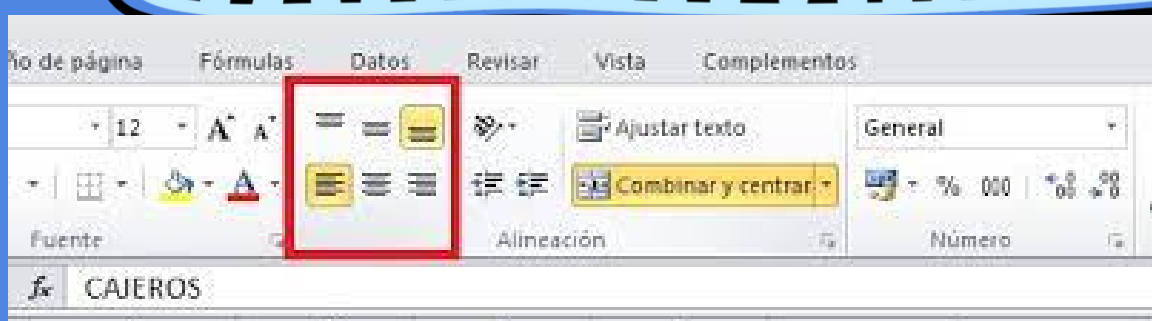 ño de página Fórmulas Datos Revisar Vista Complementos
12 A A Ajustar texto General
A Combinar y centrar % 000
Fuente Alineación Número
fx CAJEROS